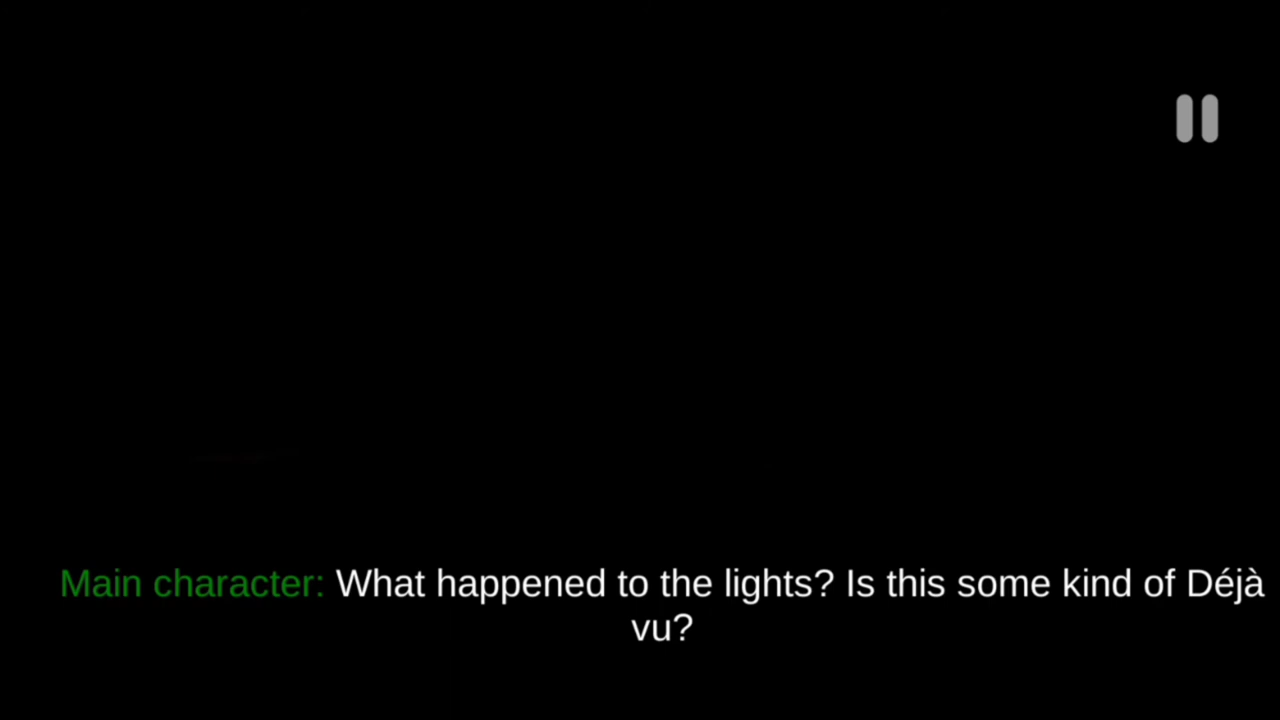 Main character: What happened to the lights? Is this some kind of Déjà
vu?